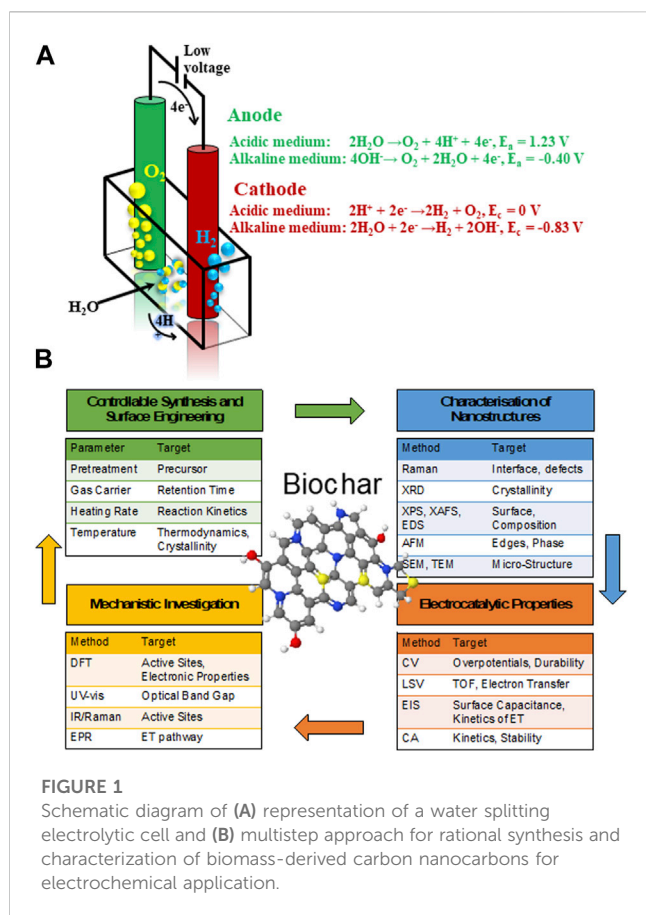 A
Low
voltage
4e-
Anode
Acidic medium: 2H₂O →O₂ + 4H⁺ + 4e⁻, Eₐ = 1.23 V
Alkaline medium: 4OH⁻→ O₂ + 2H₂O + 4e⁻, Eₐ = -0.40 V
O₂
Cathode
Acidic medium: 2H⁺ + 2e⁻ →2H₂ + O₂, E꜀ = 0 V
Alkaline medium: 2H₂O + 2e⁻→H₂ + 2OH⁻, E꜀ = -0.83 V
H₂
H₂O
4H
+
B
Controllable Synthesis and
Surface Engineering
Parameter Target
Pretreatment Precursor
Gas Carrier Retention Time
Heating Rate Reaction Kinetics
Temperature Thermodynamics,
Crystallinity
Characterisation of
Nanostructures
Method Target
Raman Interface, defects
XRD Crystallinity
XPS, XAFS, Surface,
EDS Composition
AFM Edges, Phase
SEM, TEM Micro-Structure
Biochar
Mechanistic Investigation
Method Target
DFT Active Sites,
Electronic Properties
UV-vis Optical Band Gap
IR/Raman Active Sites
EPR ET pathway
Electrocatalytic Properties
Method Target
CV Overpotentials, Durability
LSV TOF, Electron Transfer
EIS Surface Capacitance,
Kinetics of ET
CA Kinetics, Stability
FIGURE 1
Schematic diagram of (A) representation of a water splitting
electrolytic cell and (B) multistep approach for rational synthesis and
characterization of biomass-derived carbon nanocarbons for
electrochemical application.